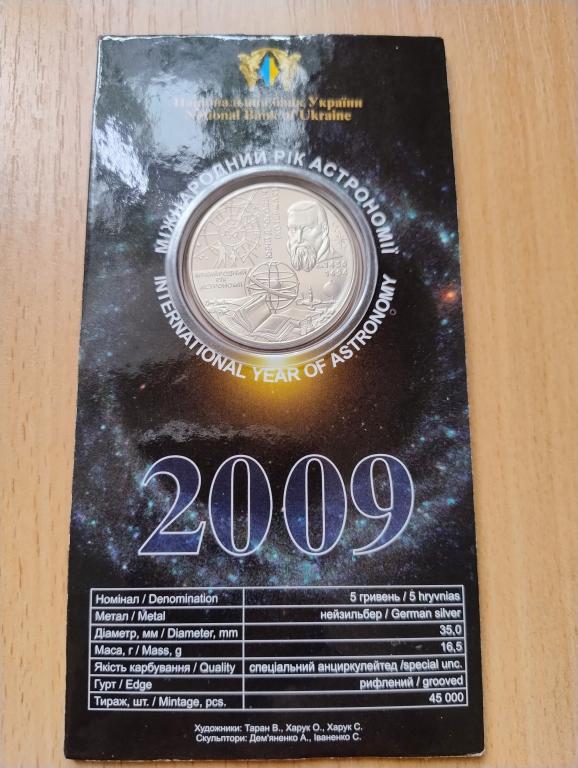 Національний банк України
National Bank of Ukraine
МІЖНАРОДНИЙ РІК АСТРОНОМІЇ
МІЖНАРОДНИЙ
РІК
АСТРОНОМІЇ
1494
INTERNATIONAL YEAR OF ASTRONOMY
2009
Номінал / Denomination 5 гривень / 5 hryvnias
Метал / Metal нейзильбер / German silver
Діаметр, мм / Diameter, mm 35,0
Маса, г / Mass, g 16,5
Якість карбування / Quality спеціальний анциркулейтед /special unc.
Гурт / Edge рифлений / grooved
Тираж, шт. / Mintage, pcs. 45 000
Художники: Таран В., Харук О., Харук С.
Скульптори: Дем'яненко А., Іваненко С.